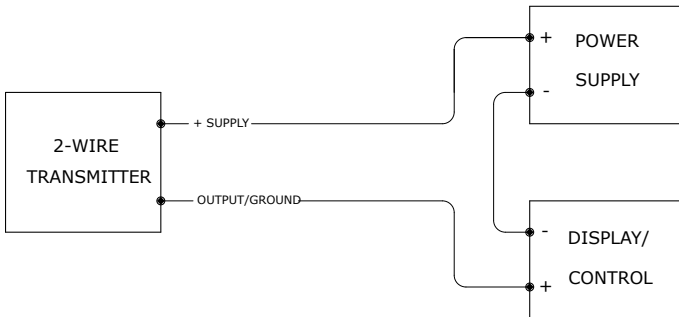 + POWER
- SUPPLY
+ SUPPLY
2-WIRE
TRANSMITTER
OUTPUT/GROUND
- DISPLAY/
+ CONTROL